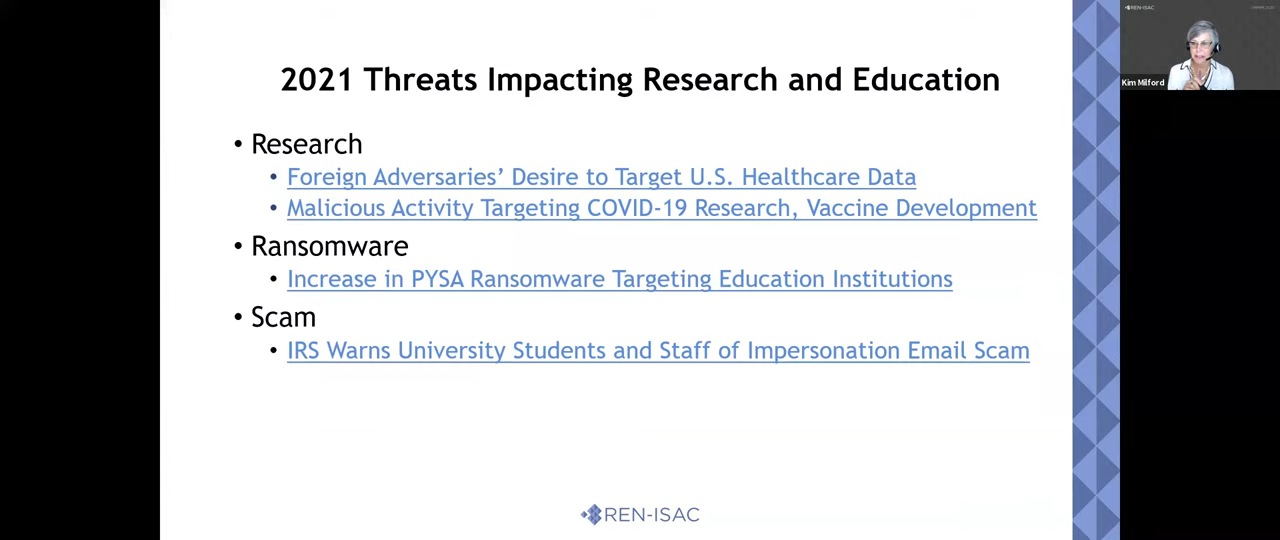 2021 Threats Impacting Research and Education
• Research
• Foreign Adversaries’ Desire to Target U.S. Healthcare Data
• Malicious Activity Targeting COVID-19 Research, Vaccine Development
• Ransomware
• Increase in PYSA Ransomware Targeting Education Institutions
• Scam
• IRS Warns University Students and Staff of Impersonation Email Scam
REN-ISAC
REN-ISAC
Kim Milford